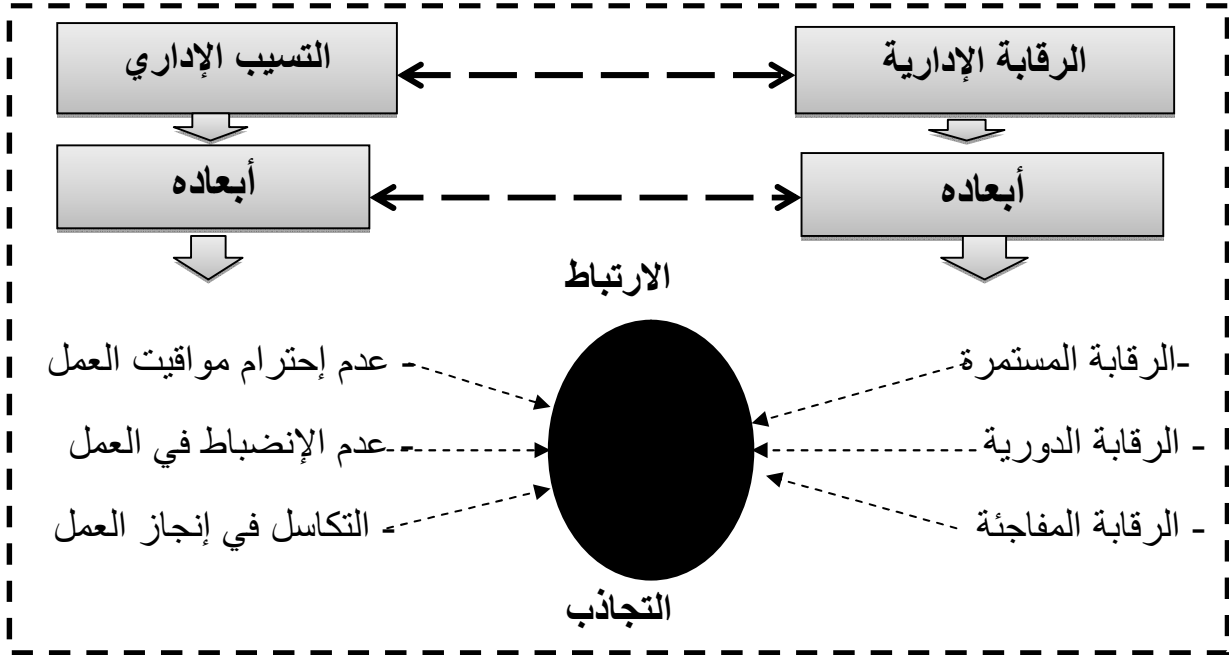 الرقابة الإدارية
التسيب الإداري
أبعاده
أبعاده
الارتباط
-الرقابة المستمرة
- الرقابة الدورية
- الرقابة المفاجئة
- عدم إحترام مواقيت العمل
- عدم الإنضباط في العمل
- التكاسل في إنجاز العمل
التجاذب